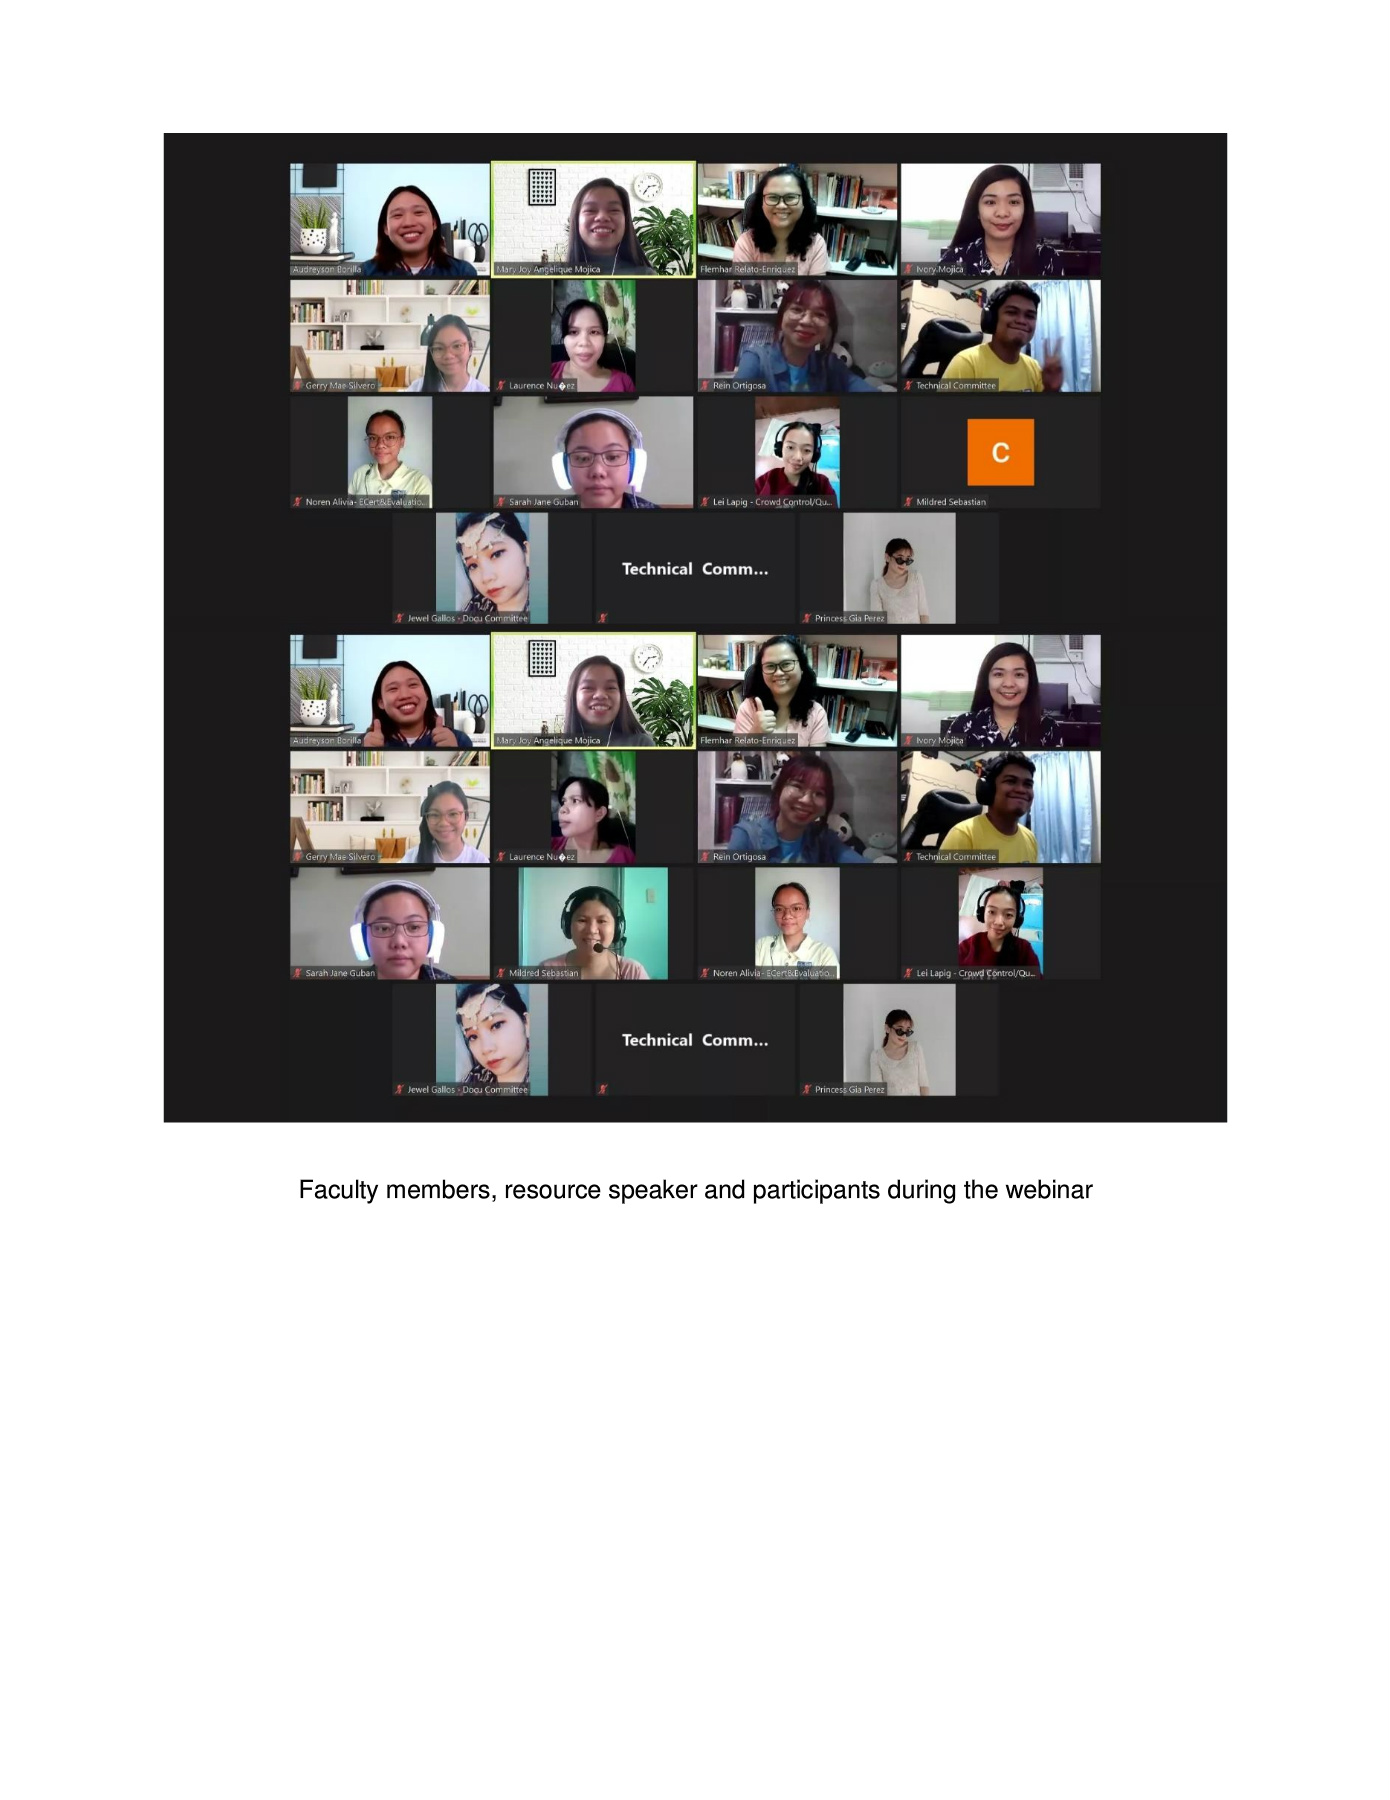 Audreyson Borilla
Mary Joy Angelique Mojica
Flemhar Relato-Enriquez
Ivory Mojica
Gerry Mae Silvero
Laurence Nu�ez
Rein Ortigosa
Technical Committee
Noren Alivia- ECert&Evaluatio...
Sarah Jane Guban
Lei Lapig - Crowd Control/Qu...
C
Mildred Sebastian
Jewel Gallos - Docu Committee
Technical Comm...
Princess Gia Perez
Audreyson Borilla
Mary Joy Angelique Mojica
Flemhar Relato-Enriquez
Ivory Mojica
Gerry Mae Silvero
Laurence Nu�ez
Rein Ortigosa
Technical Committee
Sarah Jane Guban
Mildred Sebastian
Noren Alivia- ECert&Evaluatio...
Lei Lapig - Crowd Control/Qu...
Jewel Gallos - Docu Committee
Technical Comm...
Princess Gia Perez
Faculty members, resource speaker and participants during the webinar